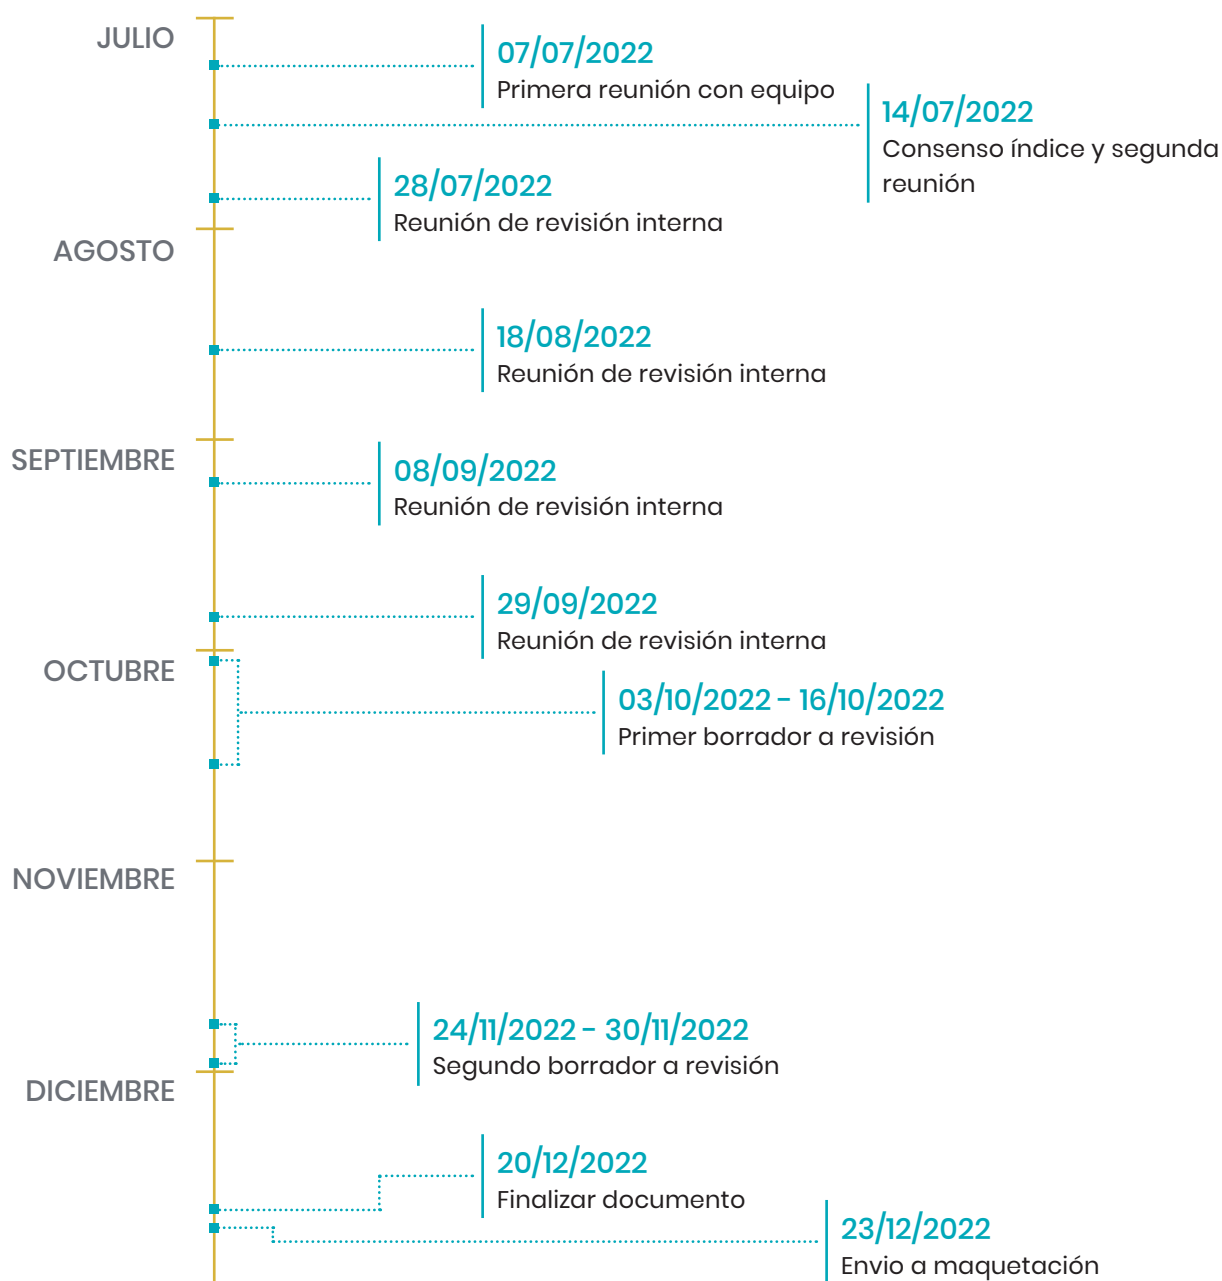 JULIO
07/07/2022
Primera reunión con equipo
14/07/2022
Consenso índice y segunda
reunión
28/07/2022
Reunión de revisión interna
AGOSTO
18/08/2022
Reunión de revisión interna
SEPTIEMBRE
08/09/2022
Reunión de revisión interna
29/09/2022
Reunión de revisión interna
OCTUBRE
03/10/2022 - 16/10/2022
Primer borrador a revisión
NOVIEMBRE
24/11/2022 - 30/11/2022
Segundo borrador a revisión
DICIEMBRE
20/12/2022
Finalizar documento
23/12/2022
Envio a maquetación